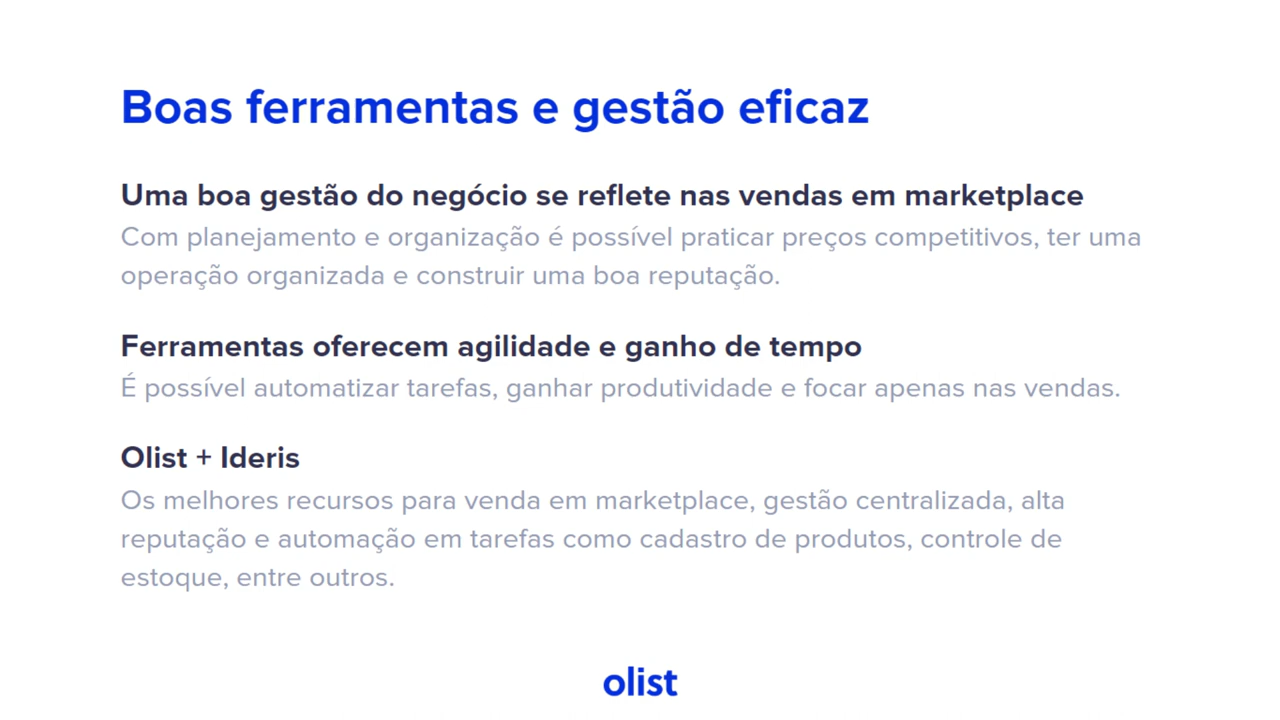 Boas ferramentas e gestão eficaz
Uma boa gestão do negócio se reflete nas vendas em marketplace
Com planejamento e organização é possível praticar preços competitivos, ter uma
operação organizada e construir uma boa reputação.
Ferramentas oferecem agilidade e ganho de tempo
É possível automatizar tarefas, ganhar produtividade e focar apenas nas vendas.
Olist + Ideris
Os melhores recursos para venda em marketplace, gestão centralizada, alta
reputação e automação em tarefas como cadastro de produtos, controle de
estoque, entre outros.
olist